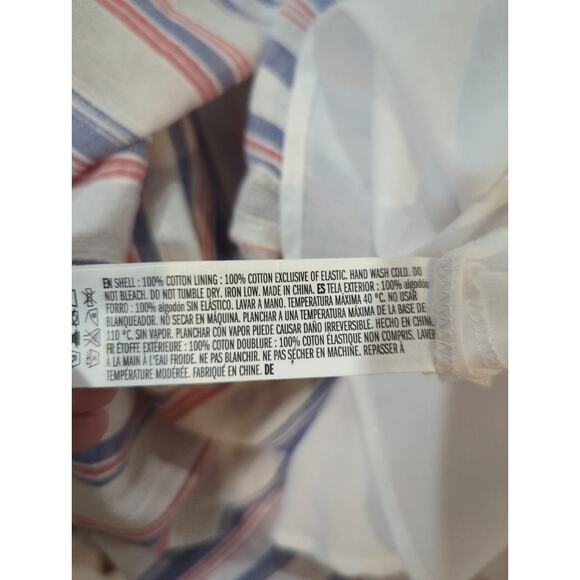 EN SHELL : 100% COTTON LINING : 100% COTTON EXCLUSIVE OF ELASTIC. HAND WASH COLD. DO
NOT BLEACH. DO NOT TUMBLE DRY. IRON LOW. MADE IN CHINA. ES TELA EXTERIOR : 100% algodón
FORRO : 100% algodón SIN ELÁSTICO. LAVAR A MANO. TEMPERATURA MÁXIMA 40 °C. NO USAR
BLANQUEADOR. NO SECAR EN MÁQUINA. PLANCHAR A UNA TEMPERATURA MÁXIMA DE LA BASE DE
110 °C, SIN VAPOR. PLANCHAR CON VAPOR PUEDE CAUSAR DAÑO IRREVERSIBLE. HECHO EN CHINA
FR ÉTOFFE EXTÉRIEURE : 100% COTON DOUBLURE : 100% COTON ÉLASTIQUE NON COMPRIS. LAVER
À LA MAIN À L'EAU FROIDE. NE PAS BLANCHIR. NE PAS SÉCHER EN MACHINE. REPASSER À
TEMPÉRATURE MODÉRÉE. FABRIQUÉ EN CHINE. DE